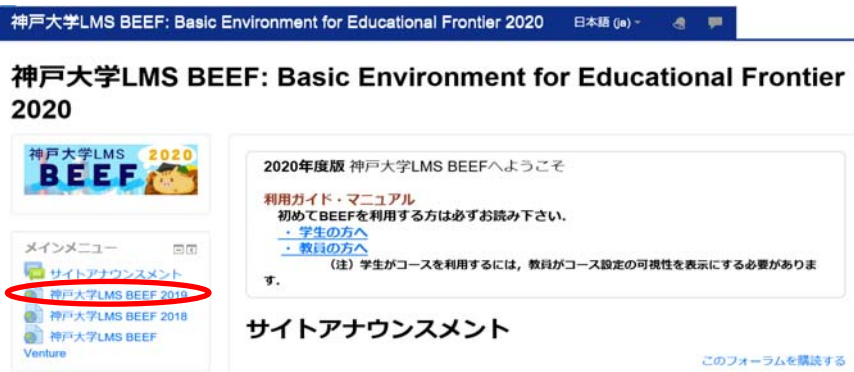 神戸大学LMS BEEF: Basic Environment for Educational Frontier 2020 日本語 (ja)
神戸大学LMS BEEF: Basic Environment for Educational Frontier
2020
神戸大学LMS 2020
BEEF
メインメニュー
サイトアナウンスメント
神戸大学LMS BEEF 2019
神戸大学LMS BEEF 2018
神戸大学LMS BEEF
Venture
2020年度版 神戸大学LMS BEEFへようこそ
利用ガイド・マニュアル
初めてBEEFを利用する方は必ずお読み下さい.
・ 学生の方へ
・ 教員の方へ
(注) 学生がコースを利用するには，教員がコース設定の可視性を表示にする必要がありま
す.
サイトアナウンスメント
このフォーラムを購読する